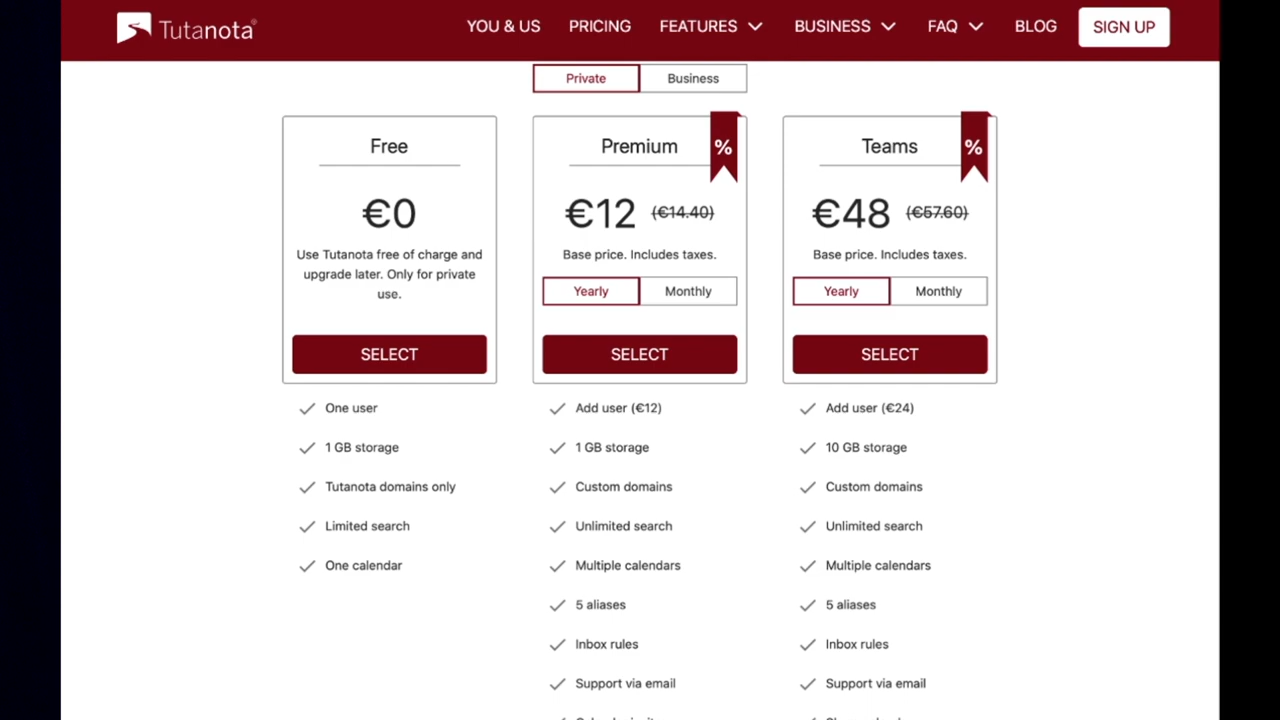 Tutanota
YOU & US
PRICING
FEATURES
BUSINESS
FAQ
BLOG
SIGN UP
Private
Business
Free
€0
Use Tutanota free of charge and
upgrade later. Only for private
use.
SELECT
One user
1 GB storage
Tutanota domains only
Limited search
One calendar
Premium
%
€12 (€14.40)
Base price. Includes taxes.
Yearly
Monthly
SELECT
Add user (€12)
1 GB storage
Custom domains
Unlimited search
Multiple calendars
5 aliases
Inbox rules
Support via email
Teams
%
€48 (€57.60)
Base price. Includes taxes.
Yearly
Monthly
SELECT
Add user (€24)
10 GB storage
Custom domains
Unlimited search
Multiple calendars
5 aliases
Inbox rules
Support via email